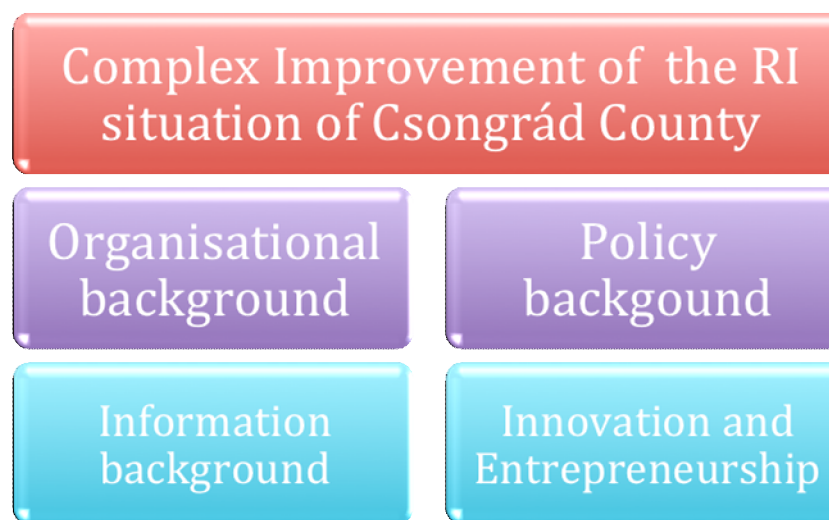 Complex Improvement of the RI
situation of Csongrád County
Organisational
background
Policy
backgound
Information
background
Innovation and
Entrepreneurship